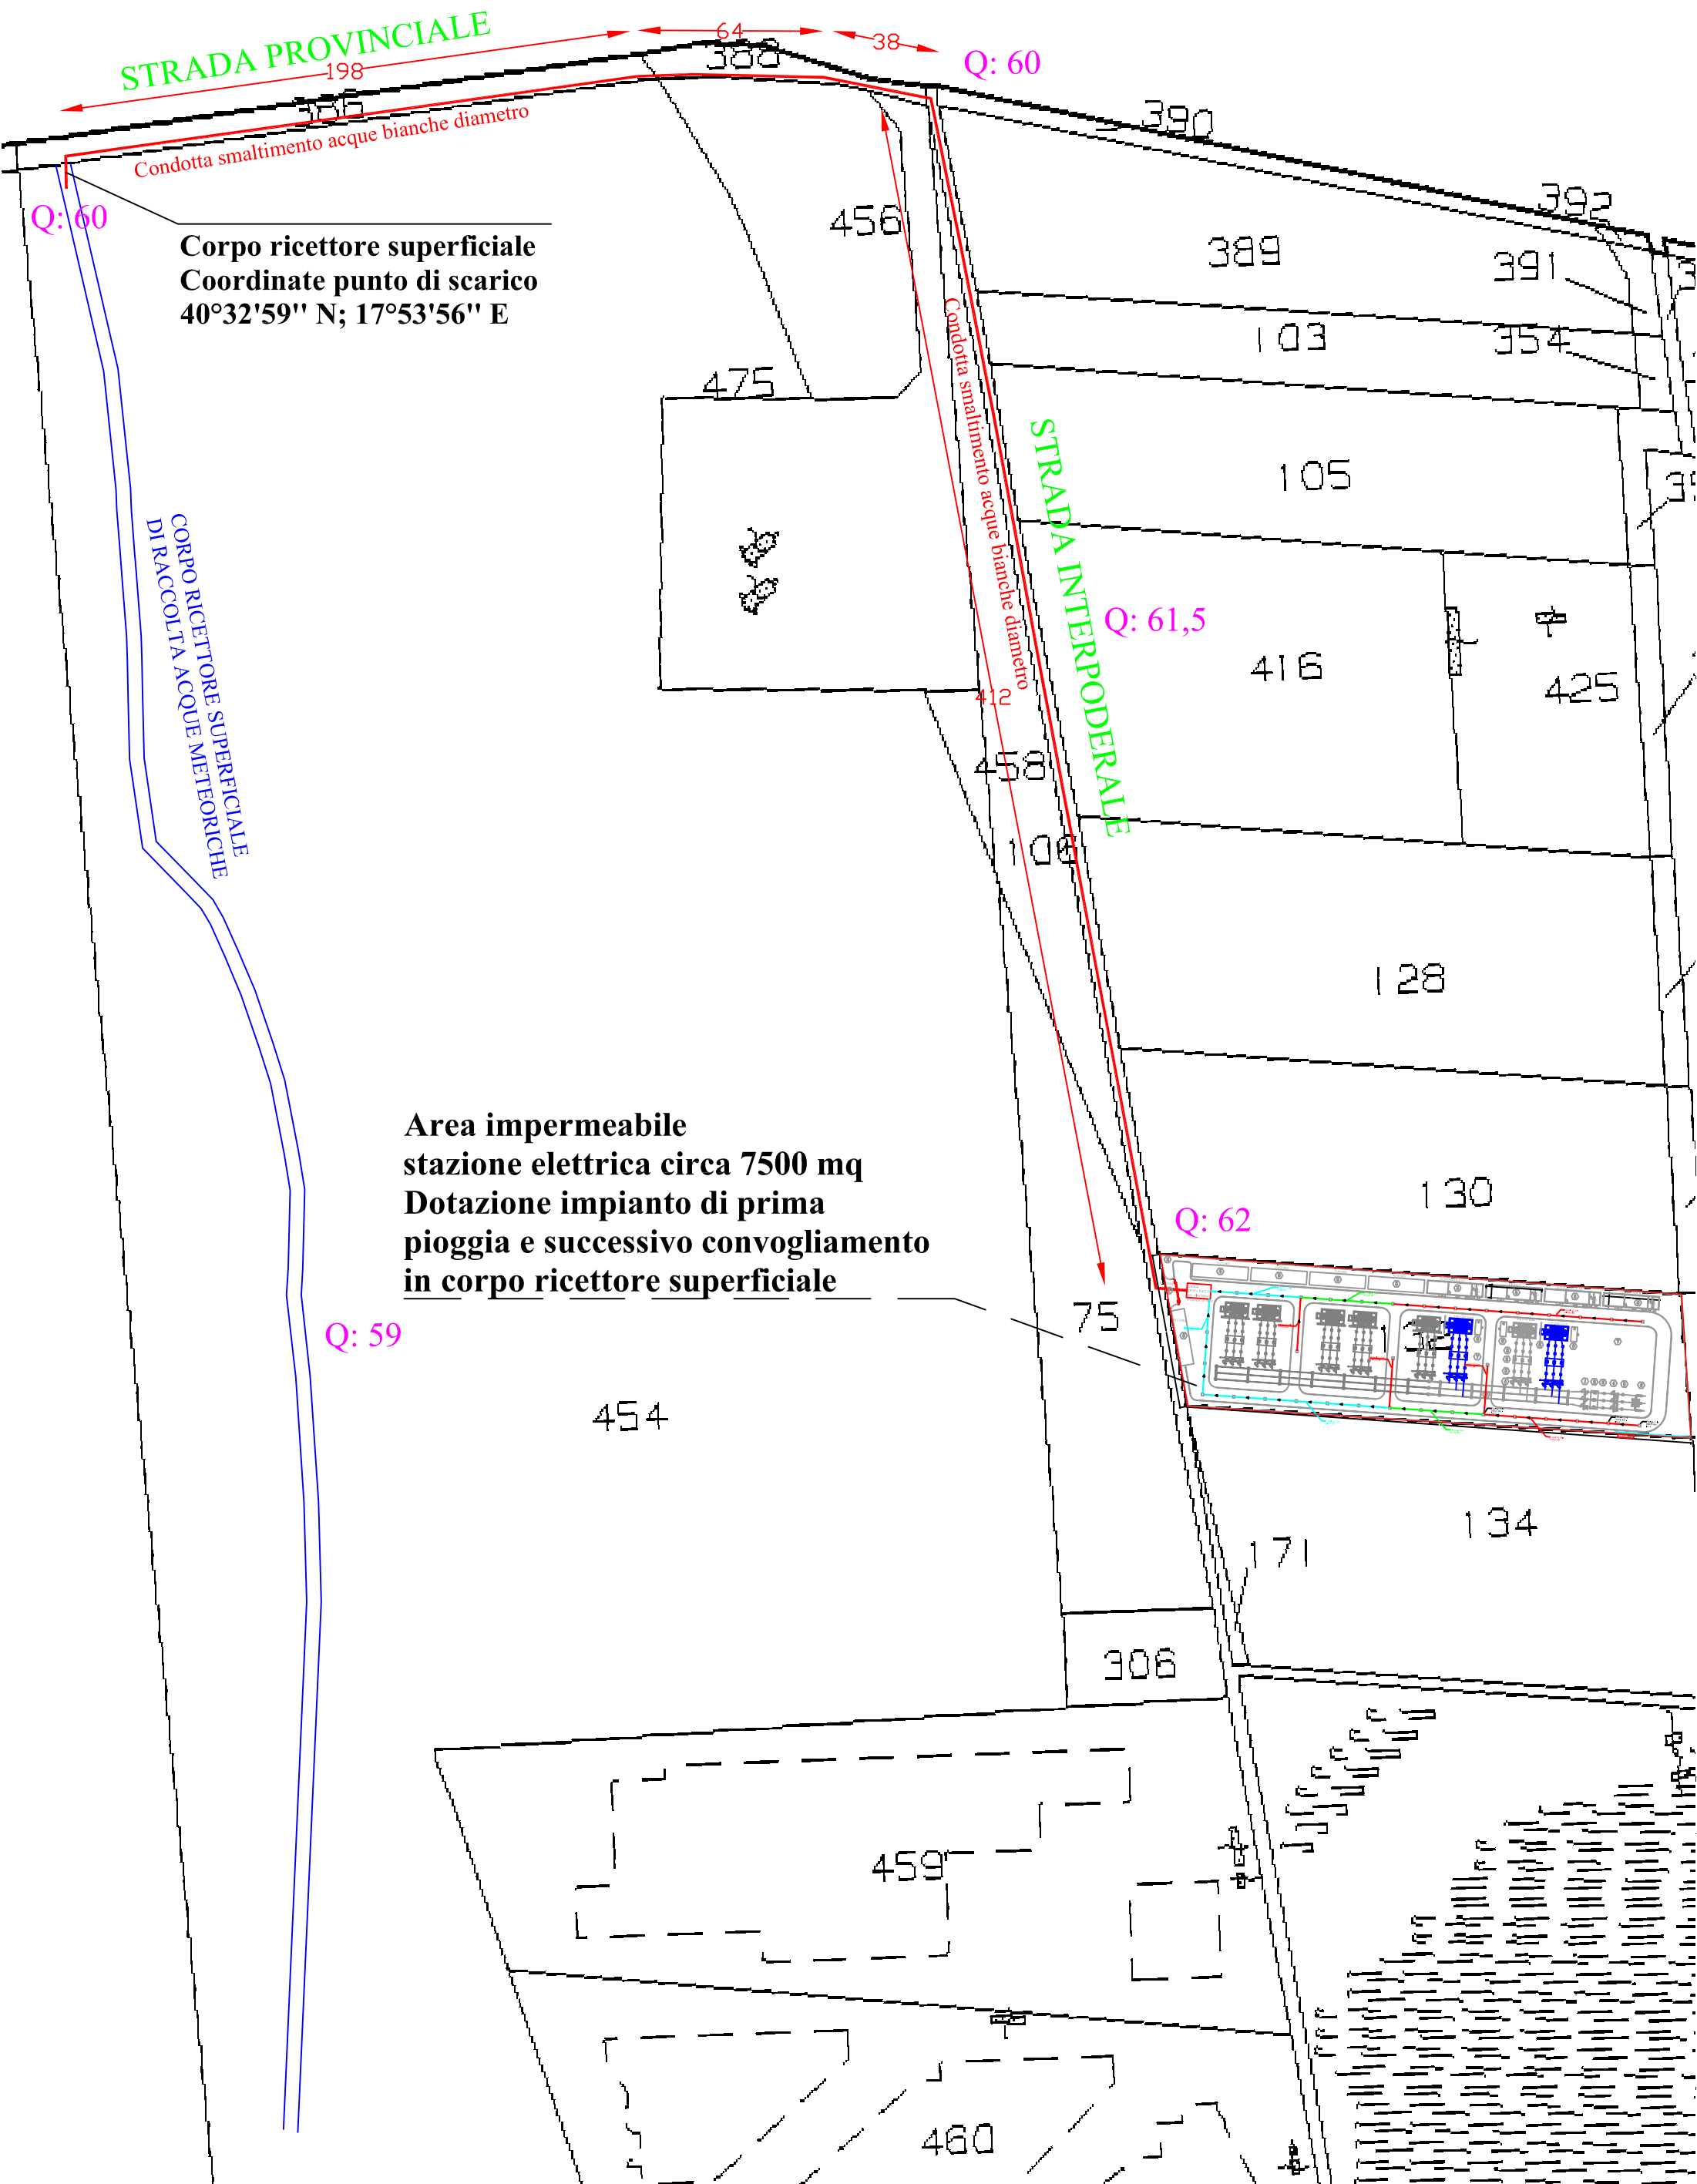 STRADA PROVINCIALE
64
38
198
Q: 60
388
386
390
Condotta smaltimento acque bianche diametro
Q: 60
392
456
389
391
Corpo ricettore superficiale
Coordinate punto di scarico
40°32'59'' N; 17°53'56'' E
103
354
Condotta smaltimento acque bianche diametro
475
STRADA INTERPODERALE
105
CORPO RICETTORE SUPERFICIALE
DI RACCOLTA ACQUE METEORICHE
Q: 61,5
416
425
412
458
106
128
Area impermeabile
stazione elettrica circa 7500 mq
Dotazione impianto di prima
pioggia e successivo convogliamento
in corpo ricettore superficiale
130
Q: 62
75
Q: 59
454
134
171
306
459
460